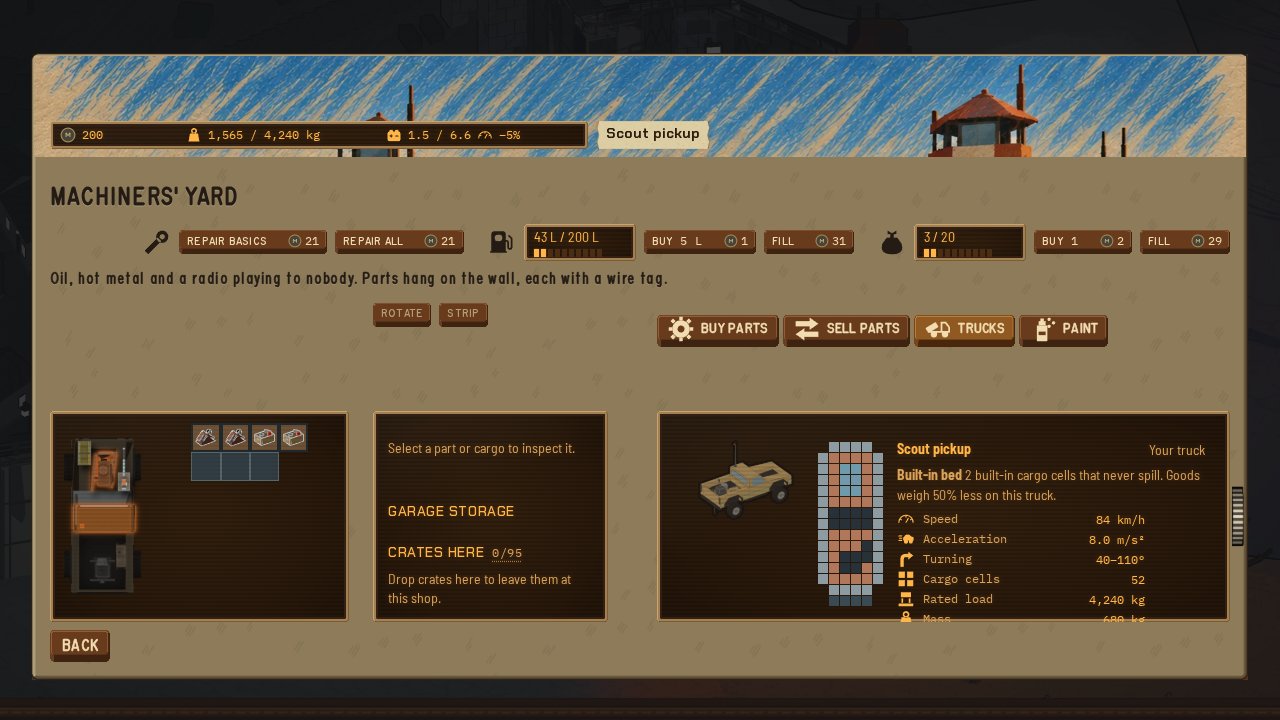 200
1,565 / 4,240 kg
1.5 / 6.6
−5%
Scout pickup
MACHINERS' YARD
REPAIR BASICS
M 21
REPAIR ALL
M 21
43 L / 200 L
BUY 5 L
M 1
FILL
M 31
3 / 20
BUY 1
M 2
FILL
M 29
Oil, hot metal and a radio playing to nobody. Parts hang on the wall, each with a wire tag.
ROTATE
STRIP
BUY PARTS
SELL PARTS
TRUCKS
PAINT
Select a part or cargo to inspect it.
GARAGE STORAGE
CRATES HERE 0/95
Drop crates here to leave them at
this shop.
Scout pickup
Your truck
Built-in bed 2 built-in cargo cells that never spill. Goods
weigh 50% less on this truck.
Speed 84 km/h
Acceleration 8.0 m/s²
Turning 40–110°
Cargo cells 52
Rated load 4,240 kg
Mass 680 kg
BACK